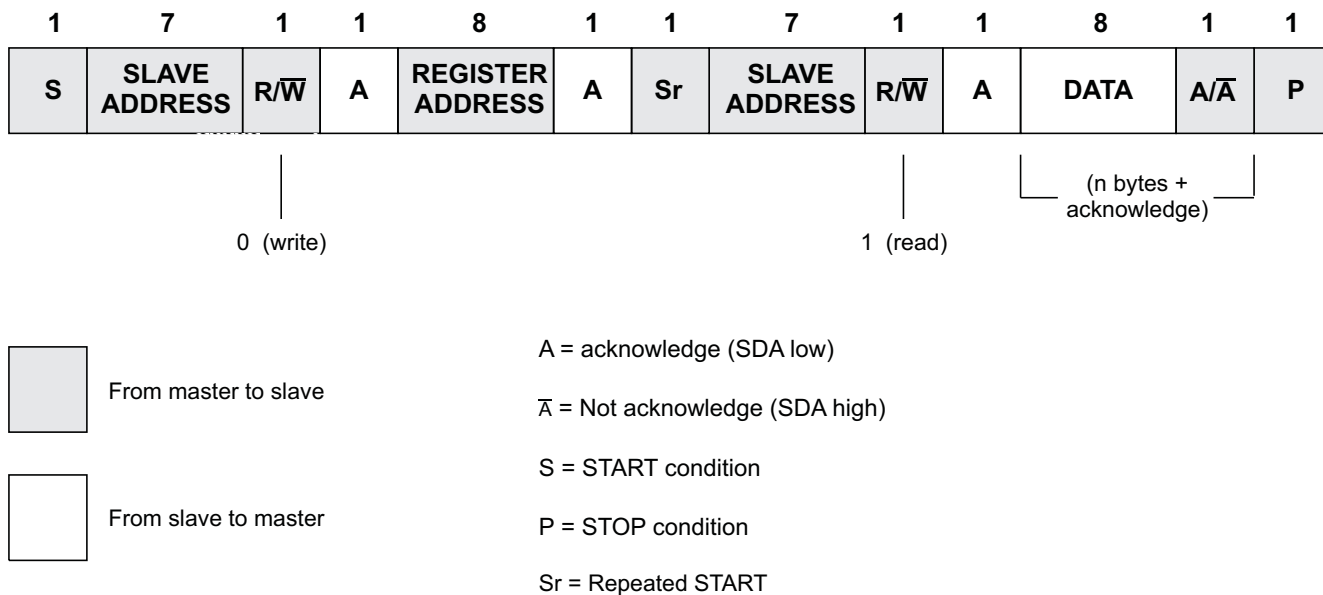 1 7 1 1 8 1 1 7 1 1 8 1 1
S SLAVE ADDRESS R/W̅ A REGISTER ADDRESS A Sr SLAVE ADDRESS R/W̅ A DATA A/A̅ P
(n bytes +
acknowledge)
0 (write) 1 (read)
From master to slave
From slave to master
A = acknowledge (SDA low)
A̅ = Not acknowledge (SDA high)
S = START condition
P = STOP condition
Sr = Repeated START